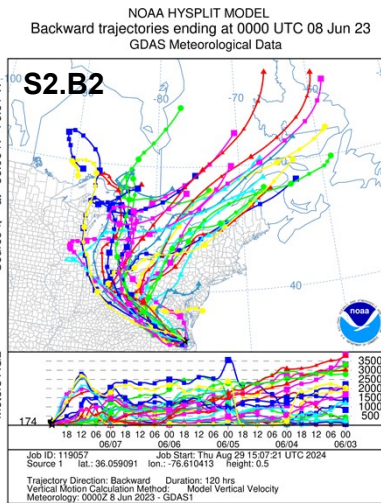 NOAA HYSPLIT MODEL
Backward trajectories ending at 0000 UTC 08 Jun 23
GDAS Meteorological Data
S2.B2
-100
-80
-70
40
noaa
174
3500
3000
2500
2000
1500
1000
500
18 12 06 00 18 12 06 00 18 12 06 00 18 12 06 00 18 12 06 00
06/07 06/06 06/05 06/04 06/03
Job ID: 119057 Job Start: Thu Aug 29 15:07:21 UTC 2024
Source 1 lat.: 36.059091 lon.: -76.610413 height: 0.5
Trajectory Direction: Backward Duration: 120 hrs
Vertical Motion Calculation Method: Model Vertical Velocity
Meteorology: 0000Z 8 Jun 2023 - GDAS1